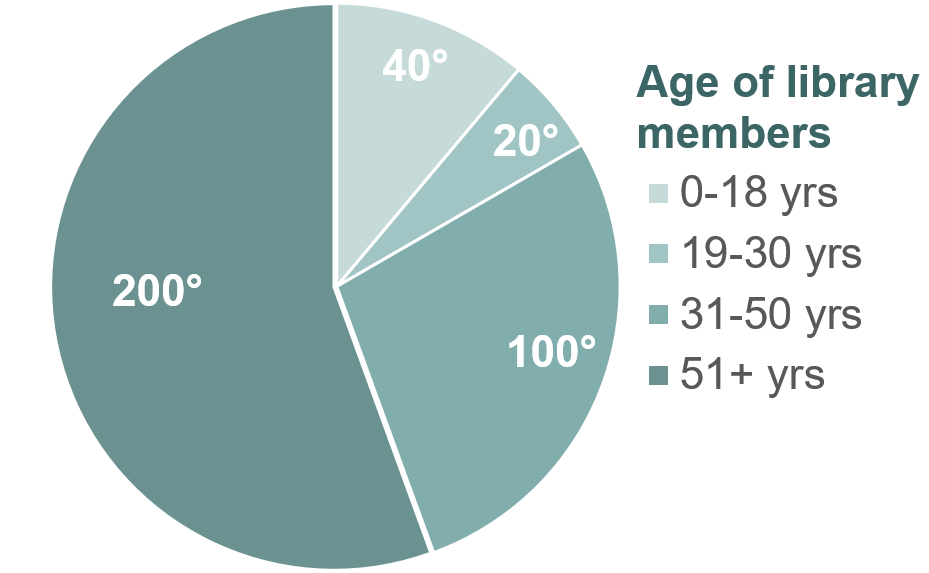 40°
20°
200°
100°
Age of library
members
0-18 yrs
19-30 yrs
31-50 yrs
51+ yrs